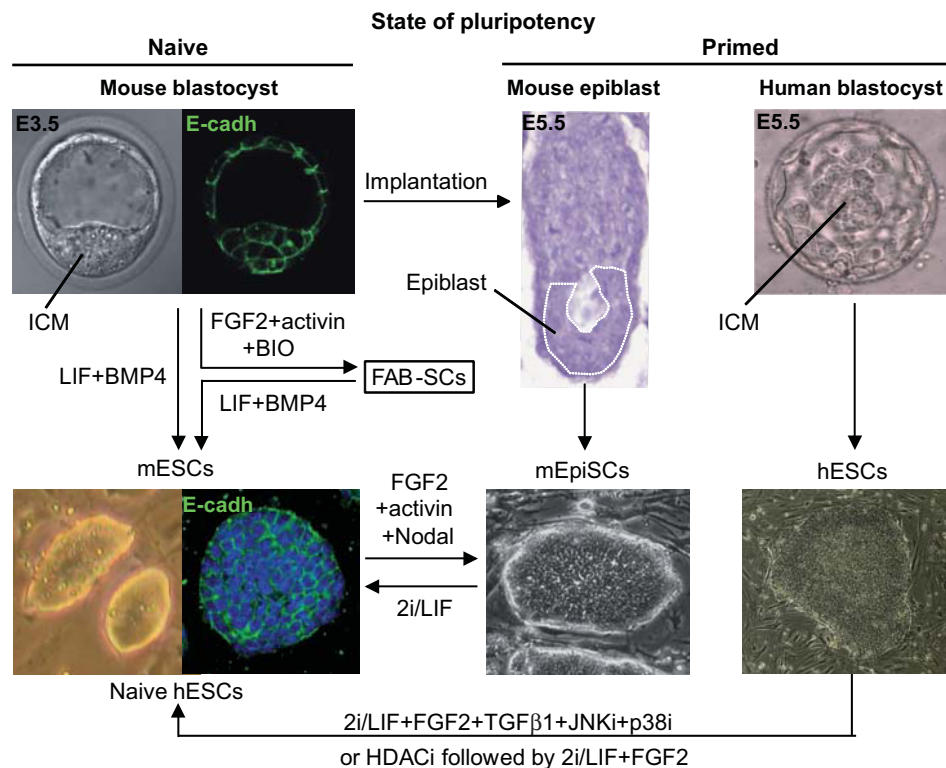 State of pluripotency
Naive
Primed
Mouse blastocyst
Mouse epiblast
Human blastocyst
E3.5
E-cadh
E5.5
E5.5
Implantation
Epiblast
ICM
ICM
FGF2+activin
+BIO
LIF+BMP4
FAB-SCs
LIF+BMP4
mESCs
mEpiSCs
hESCs
E-cadh
FGF2
+activin
+Nodal
2i/LIF
Naive hESCs
2i/LIF+FGF2+TGFβ1+JNKi+p38i
or HDACi followed by 2i/LIF+FGF2